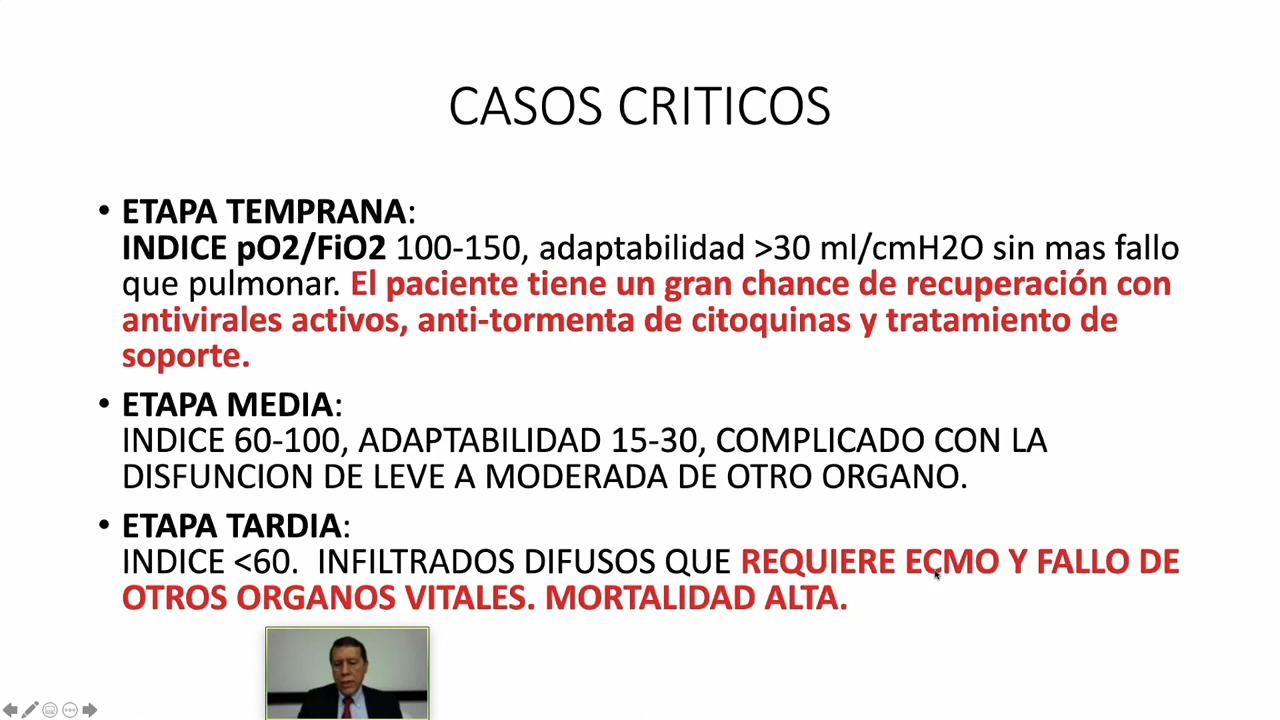 CASOS CRITICOS
• ETAPA TEMPRANA:
INDICE pO2/FiO2 100-150, adaptabilidad >30 ml/cmH2O sin mas fallo
que pulmonar. El paciente tiene un gran chance de recuperación con
antivirales activos, anti-tormenta de citoquinas y tratamiento de
soporte.
• ETAPA MEDIA:
INDICE 60-100, ADAPTABILIDAD 15-30, COMPLICADO CON LA
DISFUNCION DE LEVE A MODERADA DE OTRO ORGANO.
• ETAPA TARDIA:
INDICE <60. INFILTRADOS DIFUSOS QUE REQUIERE ECMO Y FALLO DE
OTROS ORGANOS VITALES. MORTALIDAD ALTA.